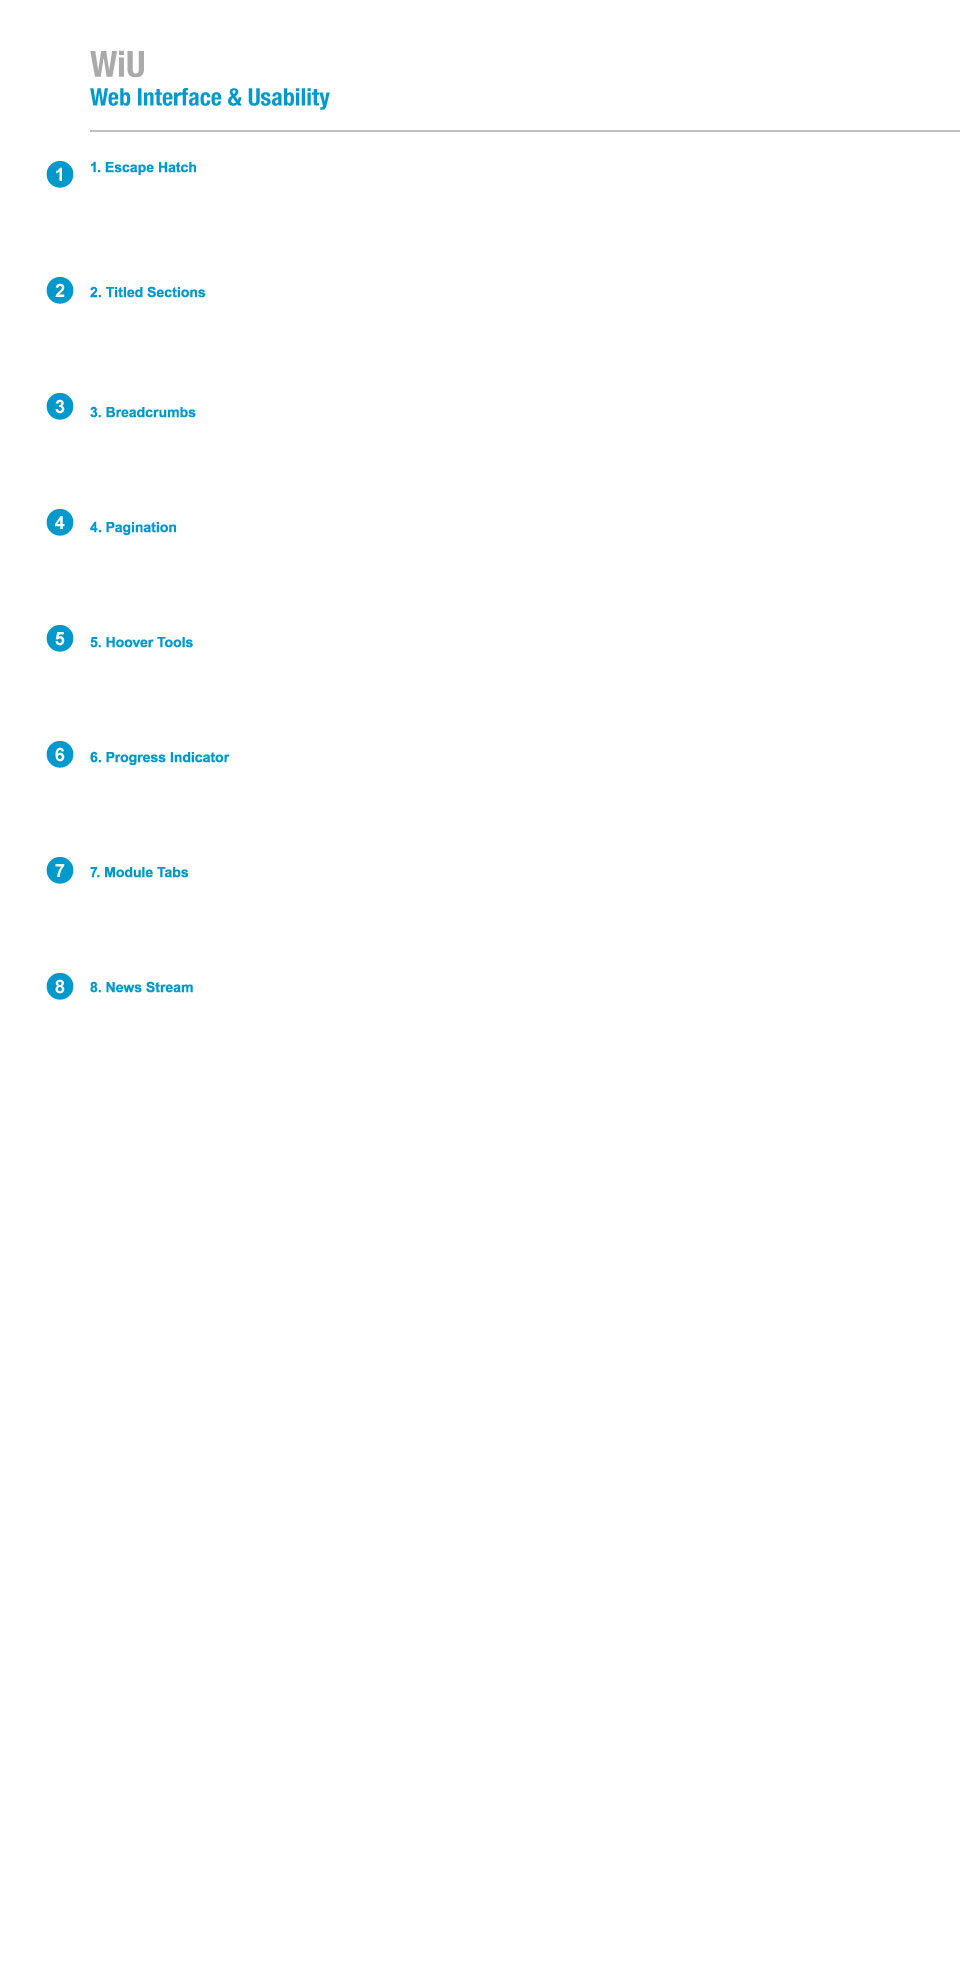 WiU
Web Interface & Usability
1 1. Escape Hatch
2 2. Titled Sections
3 3. Breadcrumbs
4 4. Pagination
5 5. Hoover Tools
6 6. Progress Indicator
7 7. Module Tabs
8 8. News Stream